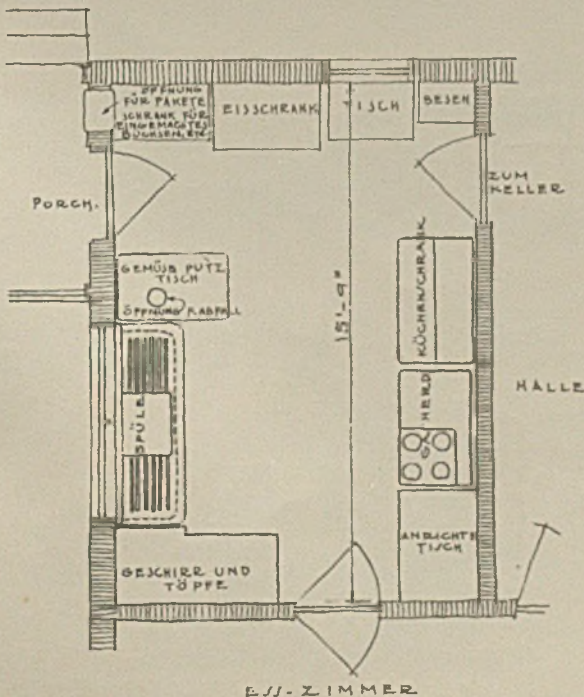 ÖFFNUNG
FÜR PAKETE
SCHRANK FÜR
EINGEMACHTES
BÜCHSEN, ETC.
EISSCHRANK
TISCH
BESEN
PORCH.
ZUM
KELLER
GEMÜSE PUTZ
TISCH
ÖFFNUNG F. ABFALL
KÜCHENSCHRANK
15'-9"
SPÜLE
HERD
HALLE
ANRICHTE
TISCH
GESCHIRR UND
TÖPFE
ESS-ZIMMER